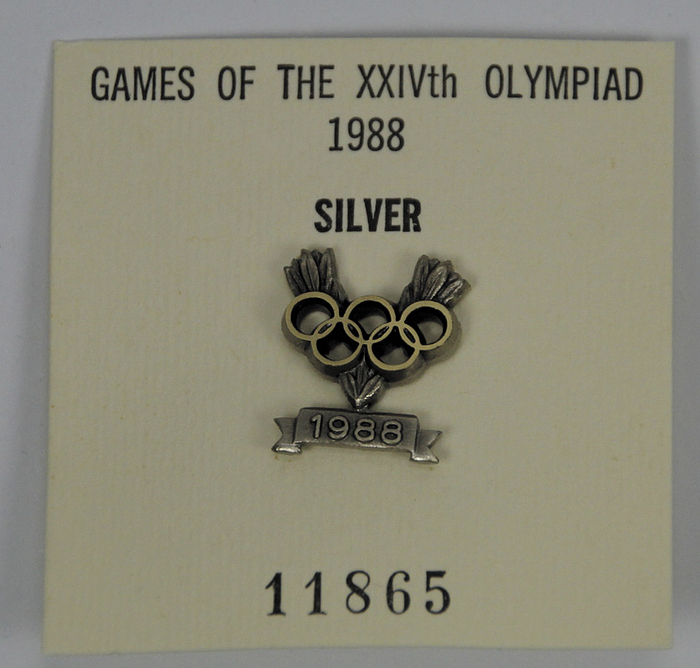 GAMES OF THE XXIVth OLYMPIAD
1988
SILVER
1988
11865